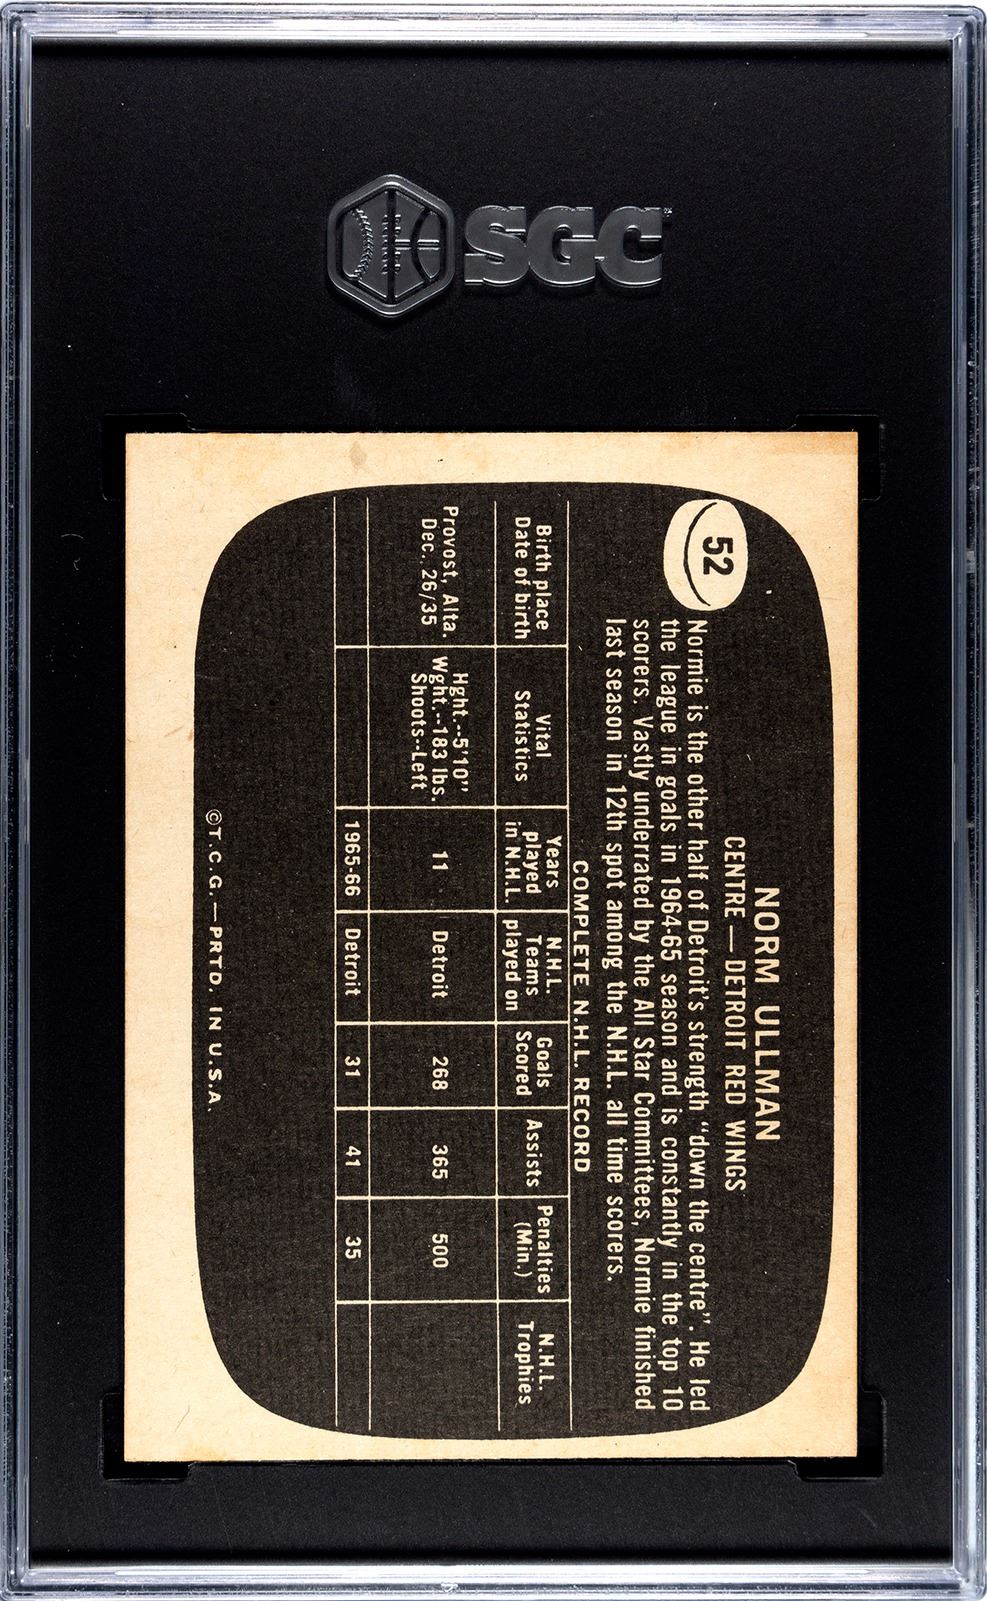 SGC
52
NORM ULLMAN
CENTRE — DETROIT RED WINGS
Normie is the other half of Detroit's strength "down the centre". He led
the league in goals in 1964-65 season and is constantly in the top 10
scorers. Vastly underrated by the All Star Committees, Normie finished
last season in 12th spot among the N.H.L. all time scorers.
COMPLETE N.H.L. RECORD
Birth place Date of birth
Vital Statistics
Years played in N.H.L.
N.H.L. Teams played on
Goals Scored
Assists
Penalties (Min.)
N.H.L. Trophies
Provost, Alta. Dec. 26/35
Hght.--5'10" Wght.--183 lbs. Shoots--Left
11
Detroit
268
365
500
1965-66
Detroit
31
41
35
©T.C.G.—PRTD. IN U.S.A.